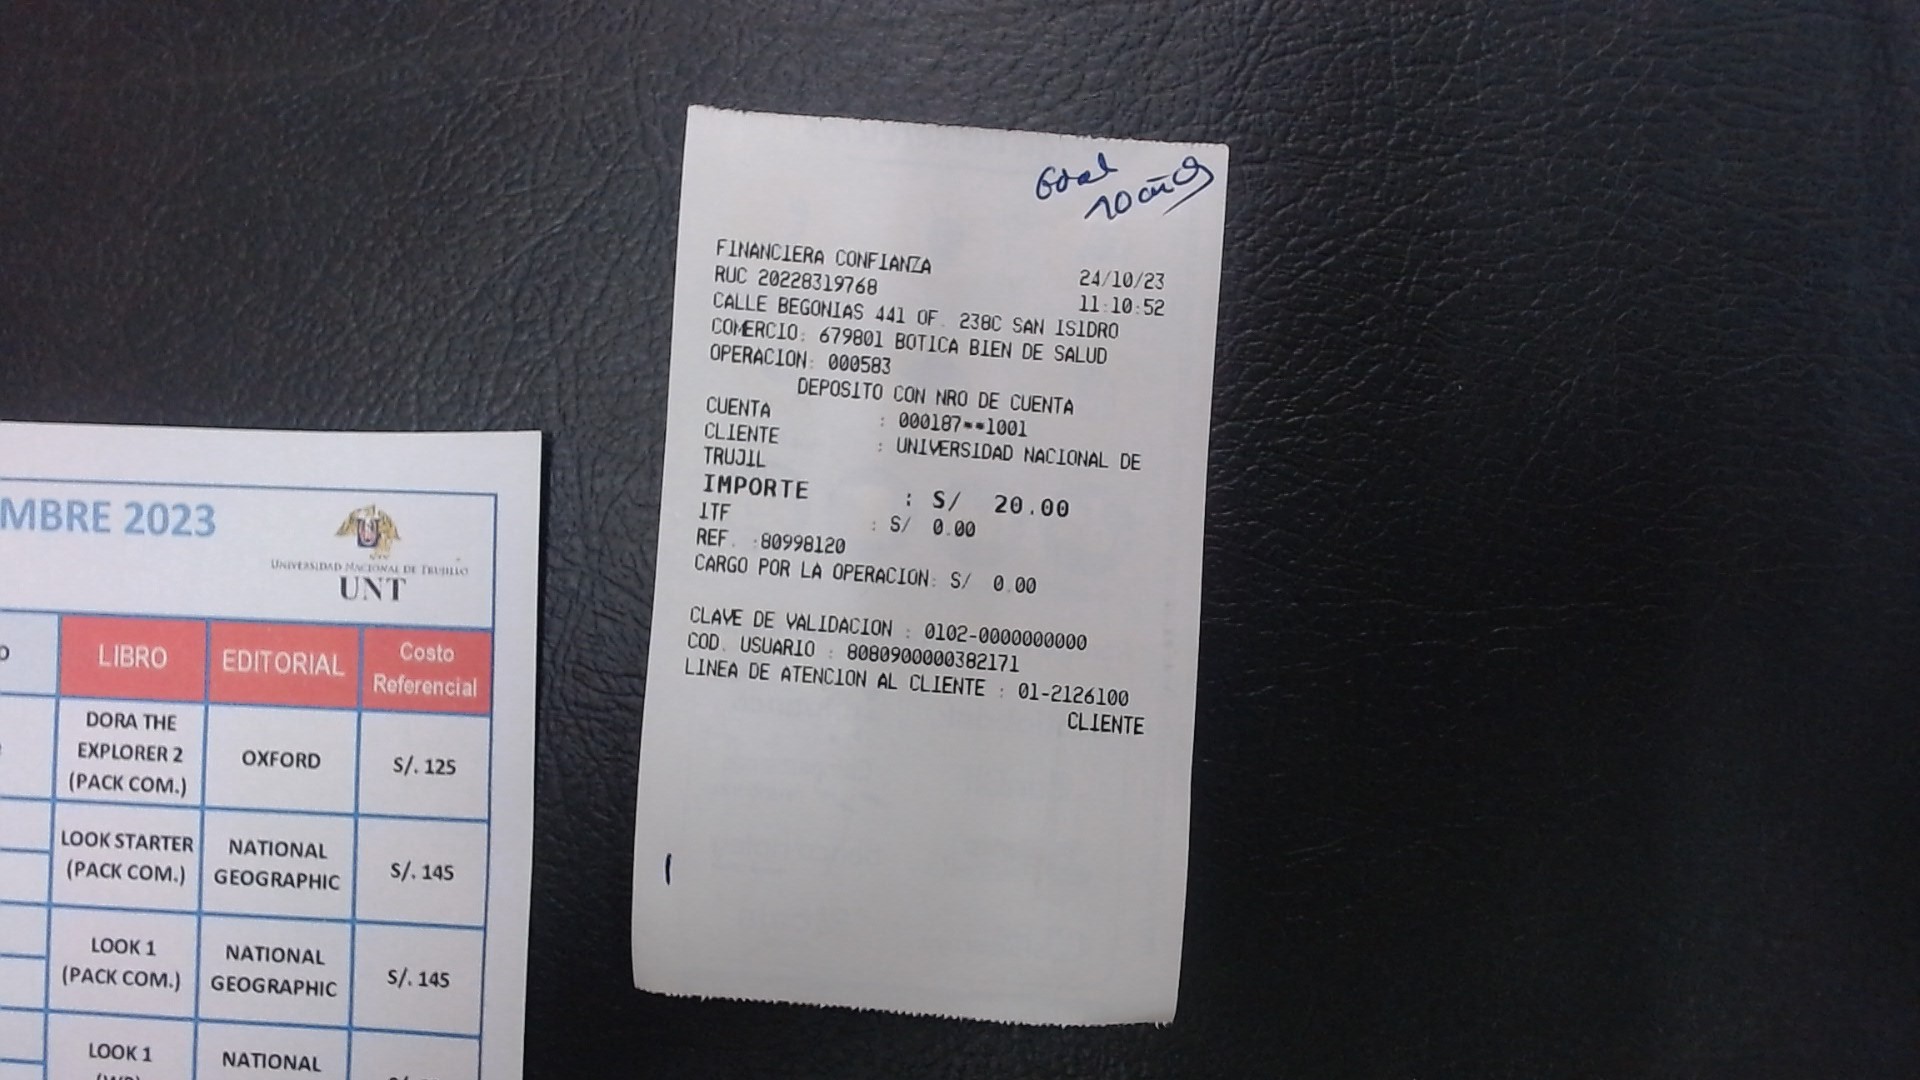 Edad
10 años
FINANCIERA CONFIANZA 24/10/23
RUC 20228319768 11:10:52
CALLE BEGONIAS 441 OF. 238C SAN ISIDRO
COMERCIO: 679801 BOTICA BIEN DE SALUD
OPERACION: 000583
DEPOSITO CON NRO DE CUENTA
CUENTA : 000187**1001
CLIENTE : UNIVERSIDAD NACIONAL DE
TRUJIL
IMPORTE : S/ 20.00
ITF : S/ 0.00
REF. :80998120
CARGO POR LA OPERACION: S/ 0.00
CLAVE DE VALIDACION : 0102-0000000000
COD. USUARIO : 8080900000382171
LINEA DE ATENCION AL CLIENTE : 01-2126100
CLIENTE
MBRE 2023
UNIVERSIDAD NACIONAL DE TRUJILLO
UNT
LIBRO EDITORIAL Costo
Referencial
DORA THE
EXPLORER 2
(PACK COM.) OXFORD S/. 125
LOOK STARTER
(PACK COM.) NATIONAL
GEOGRAPHIC S/. 145
LOOK 1
(PACK COM.) NATIONAL
GEOGRAPHIC S/. 145
LOOK 1 NATIONAL